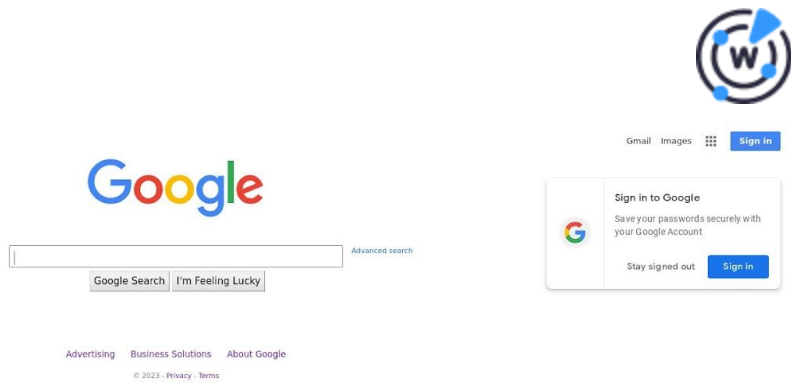 W
Gmail Images Sign in
Google
Sign in to Google
Save your passwords securely with
your Google Account
Stay signed out Sign in
Advanced search
Google Search I'm Feeling Lucky
Advertising Business Solutions About Google
© 2023 - Privacy - Terms